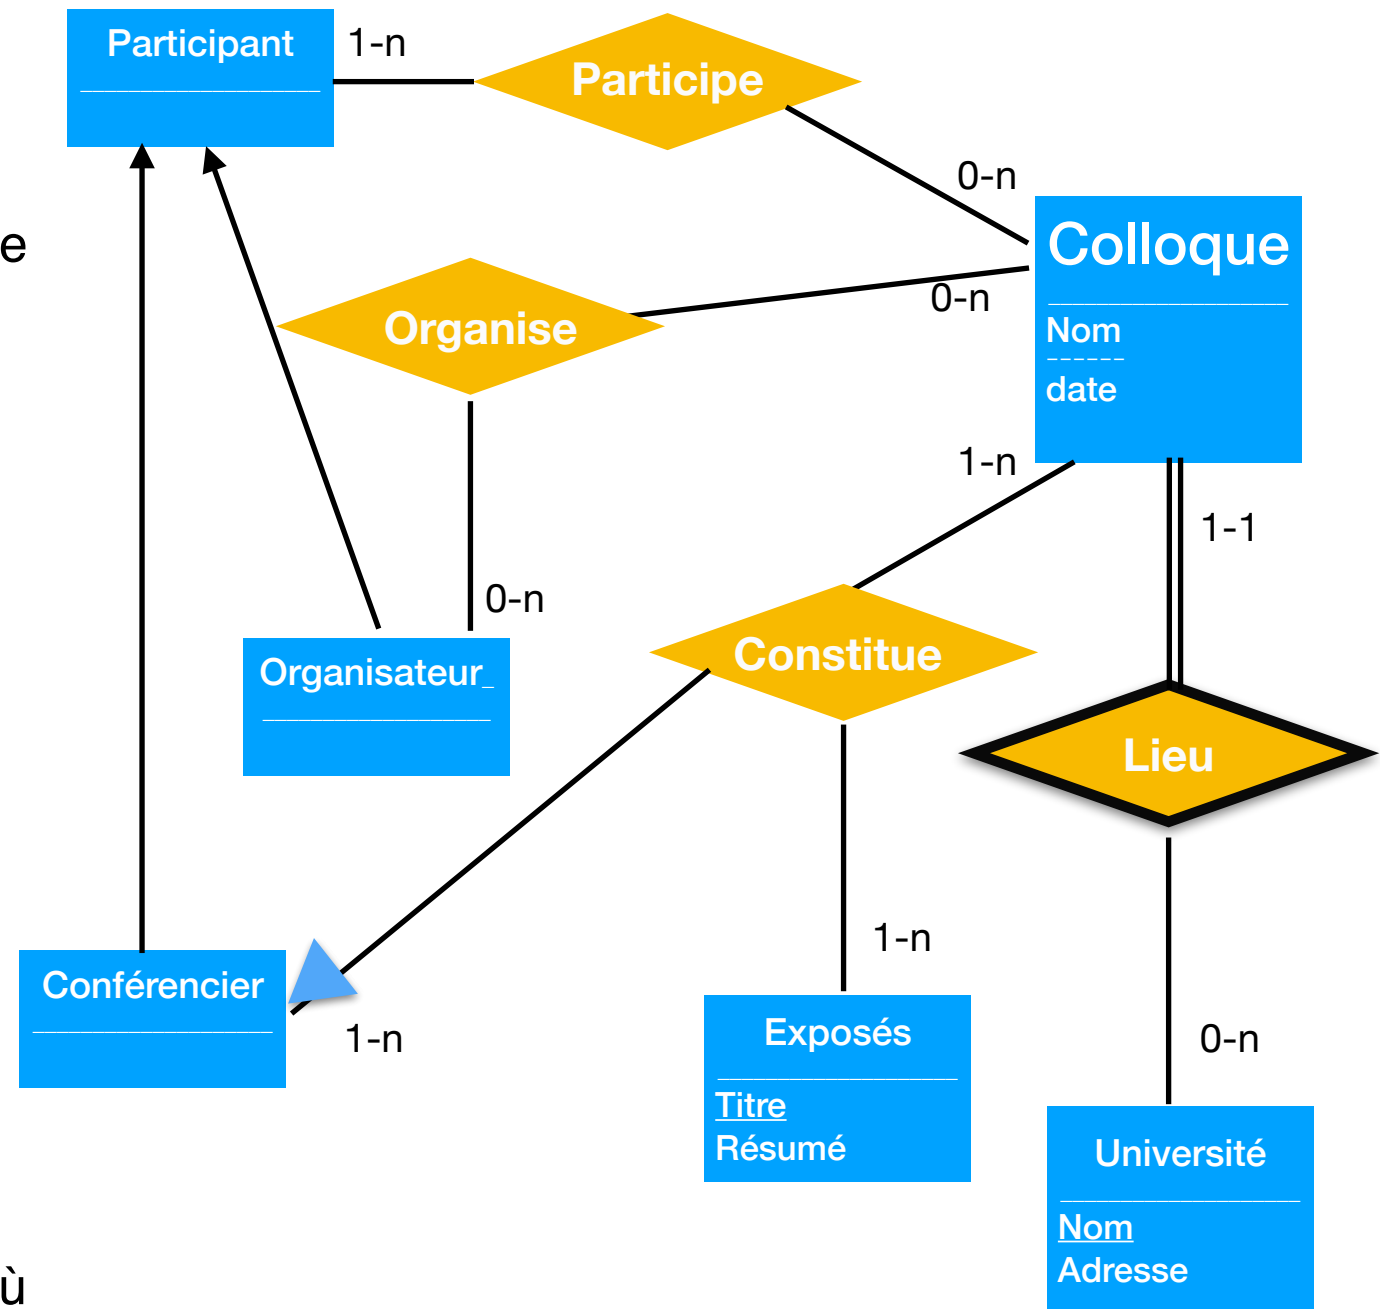 Participant
1-n
Participe
0-n
e
Colloque
Nom
date
0-n
Organise
1-n
1-1
0-n
Organisateur_
Constitue
Lieu
1-n
Conférencier
1-n
Exposés
Titre
Résumé
0-n
Université
Nom
Adresse
ù